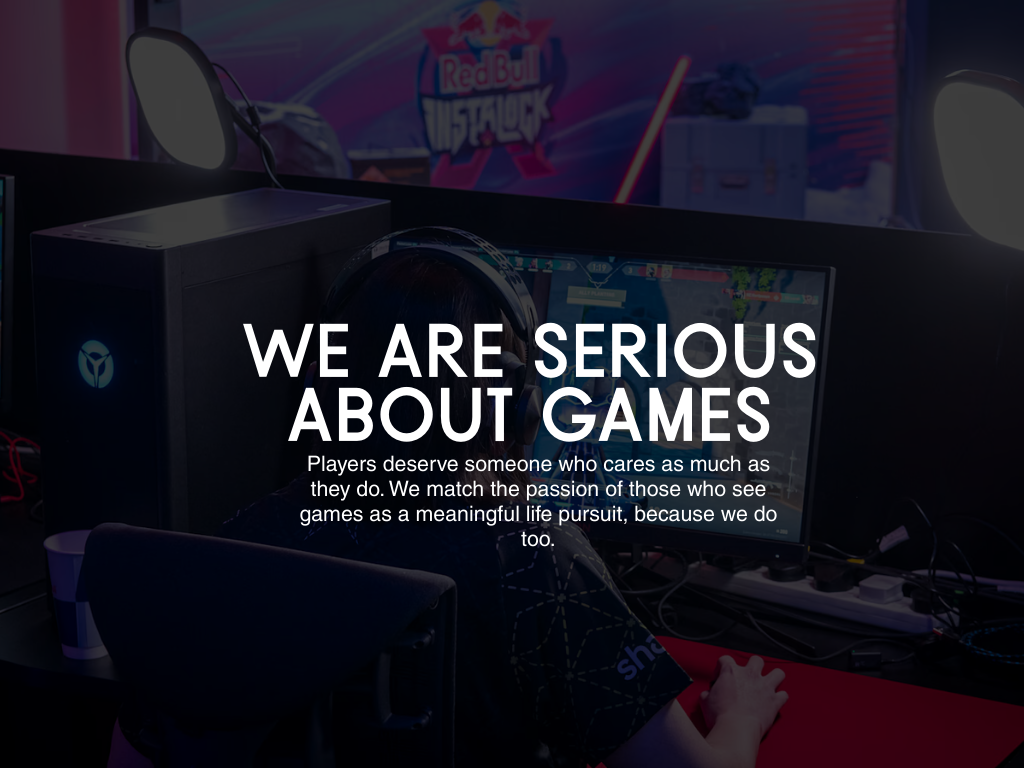 Red Bull
INSTALOCK
WE ARE SERIOUS
ABOUT GAMES
Players deserve someone who cares as much as
they do. We match the passion of those who see
games as a meaningful life pursuit, because we do
too.
sha